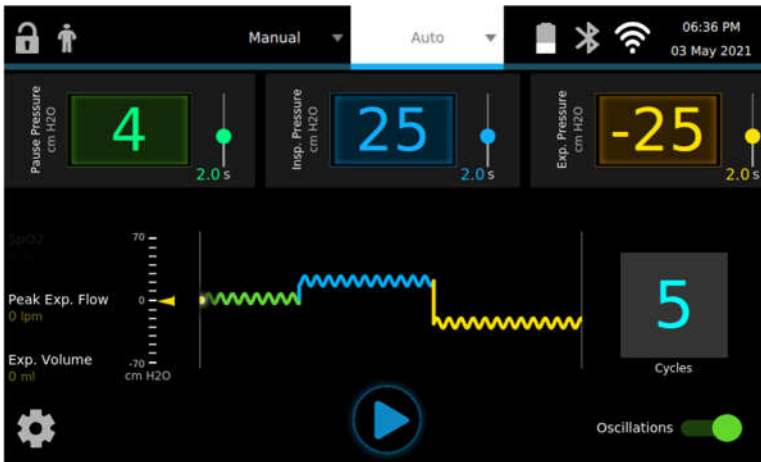 Manual
Auto
06:36 PM
03 May 2021
Pause Pressure
cm H2O
4
2.0 s
Insp. Pressure
cm H2O
25
2.0 s
Exp. Pressure
cm H2O
-25
2.0 s
SpO2
Peak Exp. Flow
0 lpm
Exp. Volume
0 ml
70
0
-70
cm H2O
5
Cycles
Oscillations